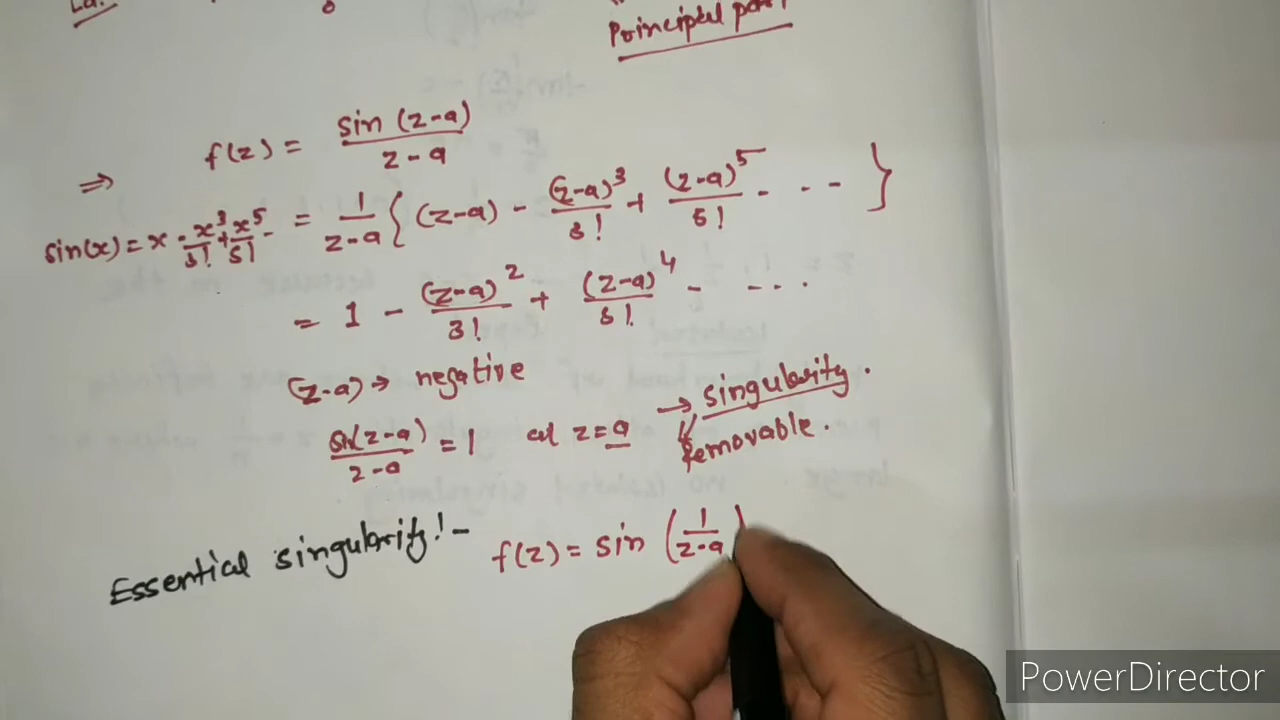 Principal part
f(z) = sin (z-a) / z-a
⇒
sin(x) = x - x³/3! + x⁵/5! - = 1/z-a { (z-a) - (z-a)³/3! + (z-a)⁵/5! - - - - }
= 1 - (z-a)²/3! + (z-a)⁴/5! - - - - .
(z-a) → negative
→ singularity.
sin(z-a)/z-a = 1 at z=a
removable.
Essential singularity!- f(z) = sin (1/z-a)
PowerDirector